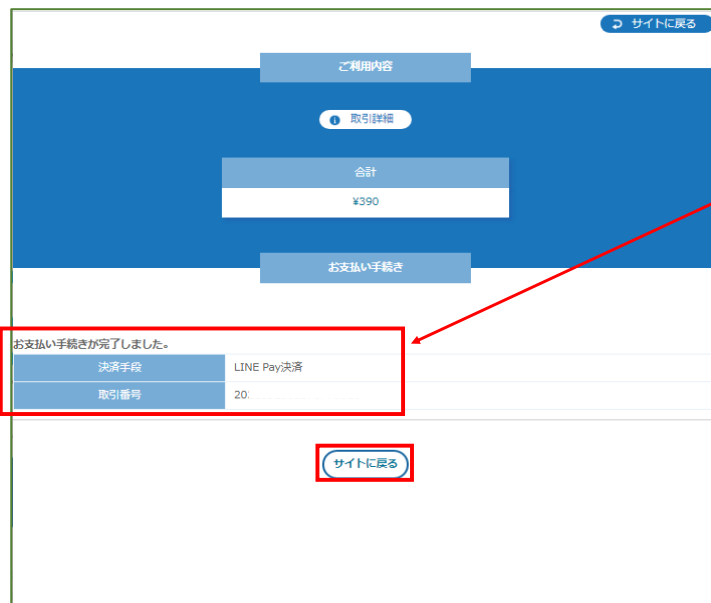 サイトに戻る
ご利用内容
取引詳細
合計
¥390
お支払い手続き
お支払い手続きが完了しました。
決済手段 LINE Pay決済
取引番号 20
サイトに戻る